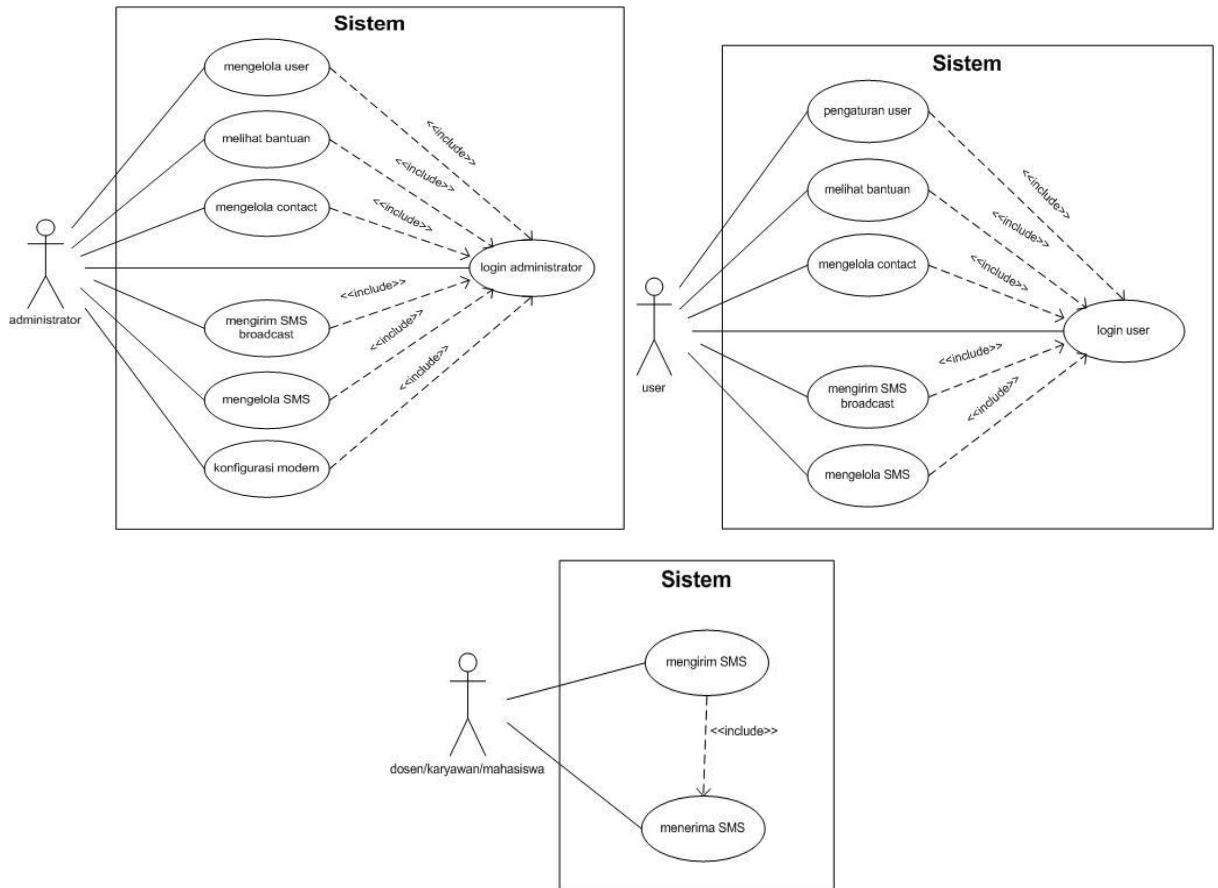 Sistem
mengelola user
<<include>>
melihat bantuan
<<include>>
mengelola contact
<<include>>
login administrator
administrator
<<include>>
mengirim SMS
broadcast
<<include>>
mengelola SMS
<<include>>
konfigurasi modem
Sistem
pengaturan user
<<include>>
melihat bantuan
<<include>>
mengelola contact
<<include>>
login user
user
<<include>>
mengirim SMS
broadcast
<<include>>
mengelola SMS
Sistem
mengirim SMS
<<include>>
dosen/karyawan/mahasiswa
menerima SMS